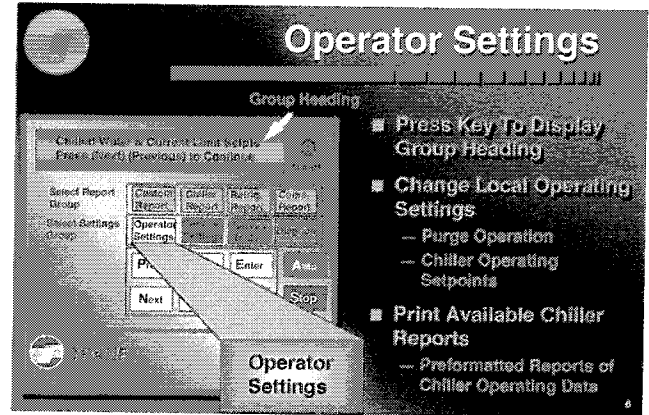 Operator Settings
Group Heading
Chilled Water & Current Limit Setpts
Press (Next) (Previous) to Continue
Select Report
Group
Custom
Report
Chiller
Report
Report
Report
Select Settings
Group
Operator
Settings
Enter
Auto
Next
Stop
TRANE
Operator
Settings
■ Press Key To Display
Group Heading
■ Change Local Operating
Settings
– Purge Operation
– Chiller Operating
Setpoints
■ Print Available Chiller
Reports
– Preformatted Reports of
Chiller Operating Data
6